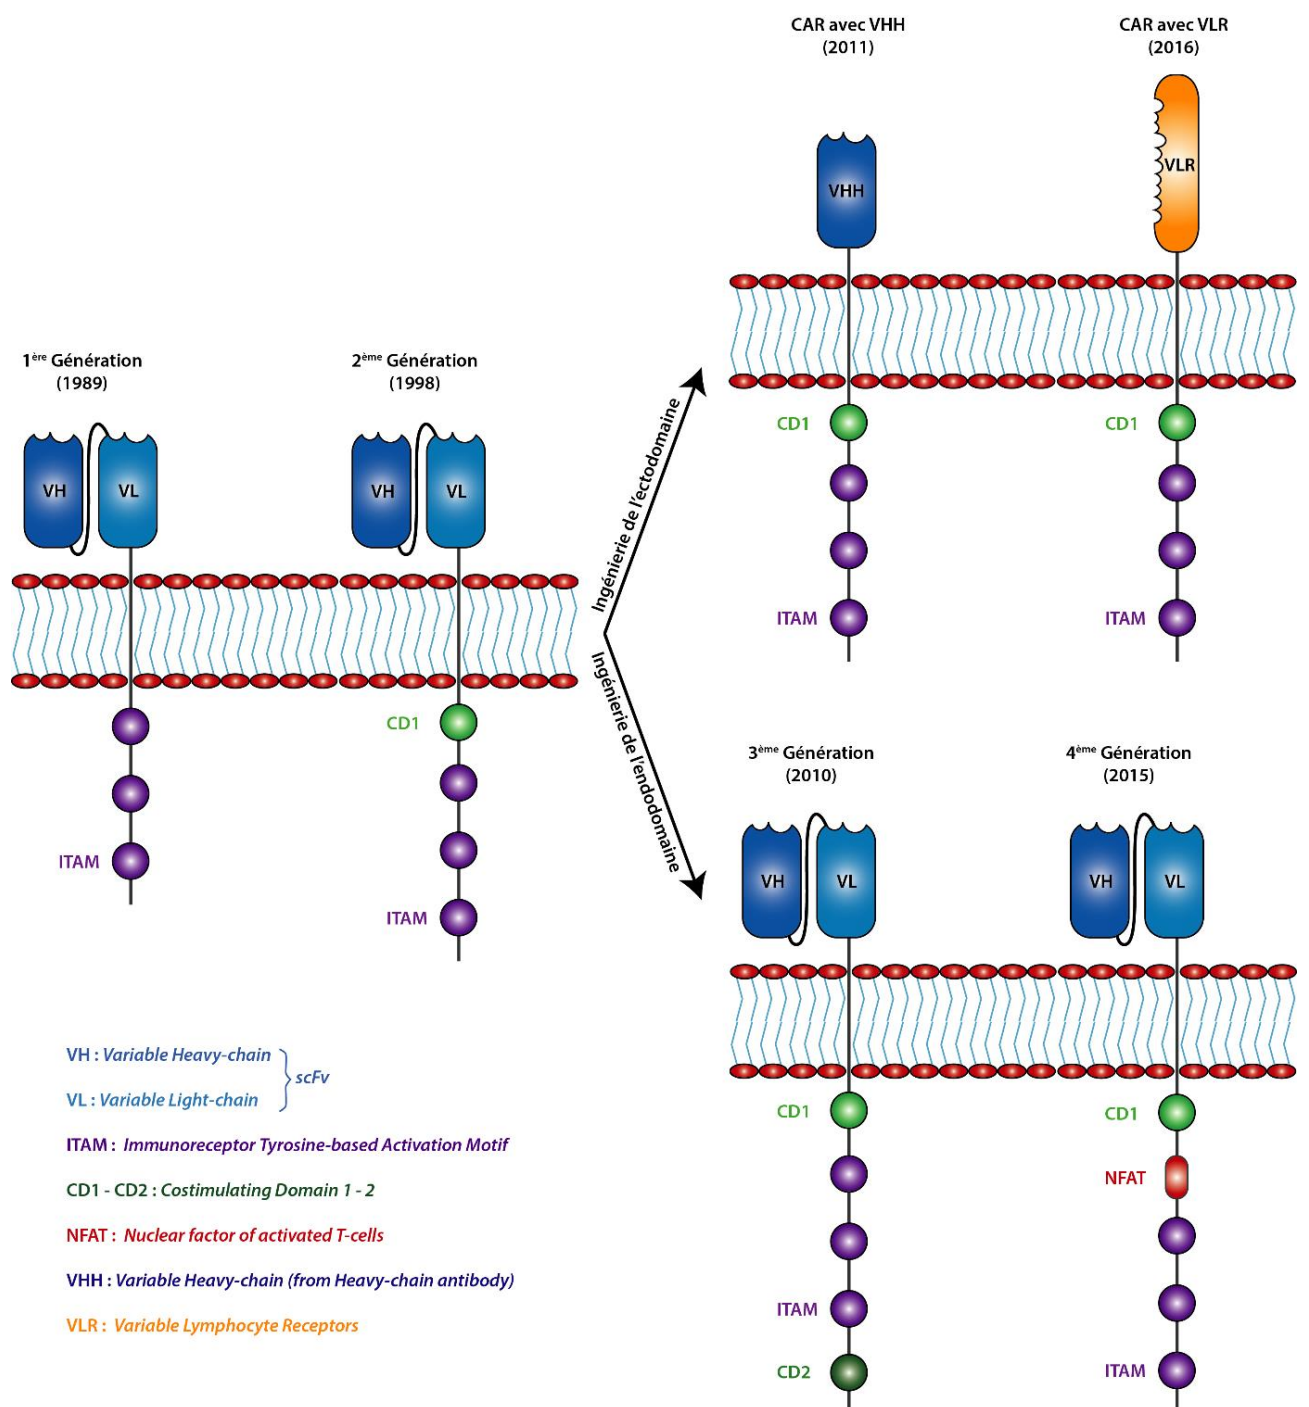 CAR avec VHH
(2011)
VHH
CD1
ITAM
CAR avec VLR
(2016)
VLR
CD1
ITAM
1ère Génération
(1989)
VH
VL
ITAM
2ème Génération
(1998)
VH
VL
CD1
ITAM
Ingénierie de l'ectodomaine
Ingénierie de l'endodomaine
3ème Génération
(2010)
VH
VL
CD1
ITAM
CD2
4ème Génération
(2015)
VH
VL
CD1
NFAT
ITAM
VH : Variable Heavy-chain
VL : Variable Light-chain
scFv
ITAM : Immunoreceptor Tyrosine-based Activation Motif
CD1 - CD2 : Costimulating Domain 1 - 2
NFAT : Nuclear factor of activated T-cells
VHH : Variable Heavy-chain (from Heavy-chain antibody)
VLR : Variable Lymphocyte Receptors